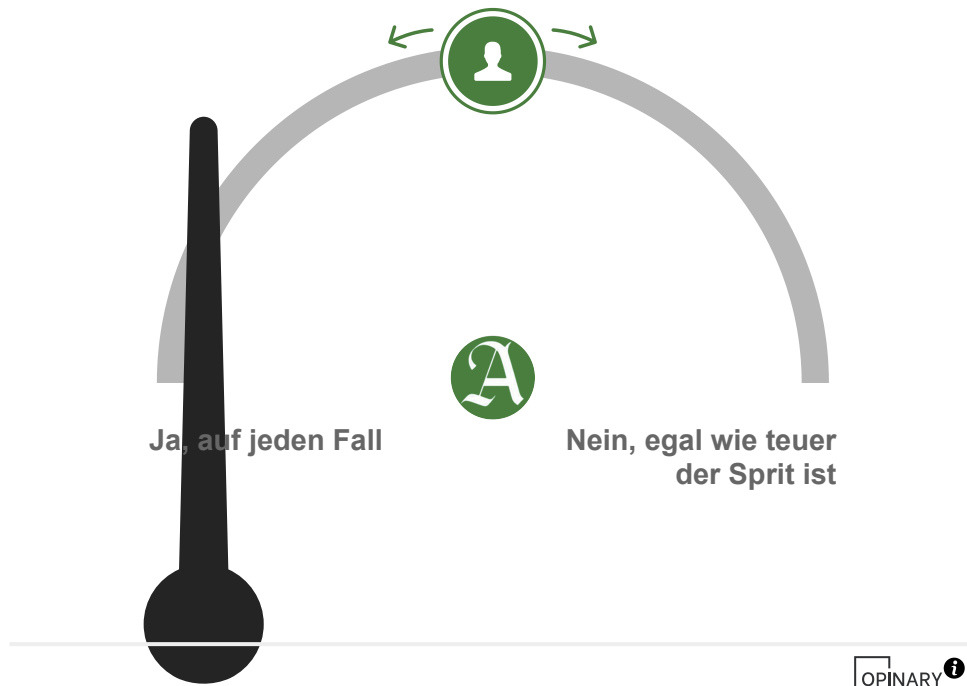 A
Ja, auf jeden Fall
Nein, egal wie teuer
der Sprit ist
OPINARY i